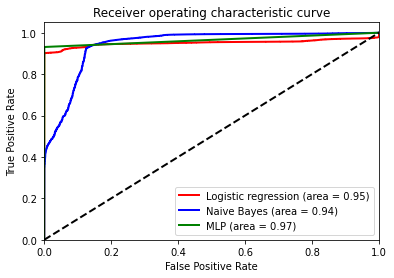 Receiver operating characteristic curve
True Positive Rate
1.0
0.8
0.6
0.4
0.2
0.0
Logistic regression (area = 0.95)
Naive Bayes (area = 0.94)
MLP (area = 0.97)
0.0 0.2 0.4 0.6 0.8 1.0
False Positive Rate